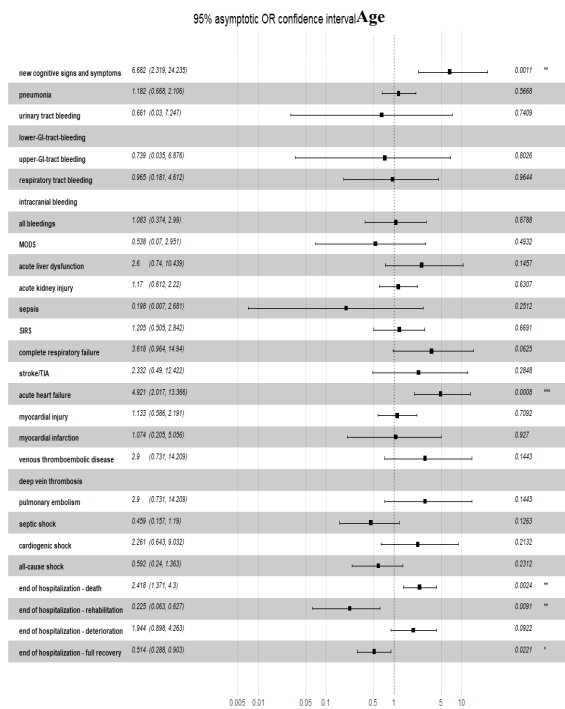 95% asymptotic OR confidence intervalAge
new cognitive signs and symptoms 6.682 (2.319, 24.235) 0.0011 **
pneumonia 1.182 (0.668, 2.106) 0.5668
urinary tract bleeding 0.661 (0.03, 7.247) 0.7409
lower-GI-tract-bleeding
upper-GI-tract bleeding 0.739 (0.035, 6.876) 0.8026
respiratory tract bleeding 0.965 (0.181, 4.612) 0.9644
intracranial bleeding
all bleedings 1.083 (0.374, 2.99) 0.8788
MODS 0.538 (0.07, 2.951) 0.4932
acute liver dysfunction 2.6 (0.74, 10.439) 0.1457
acute kidney injury 1.17 (0.612, 2.22) 0.6307
sepsis 0.198 (0.007, 2.681) 0.2512
SIRS 1.205 (0.505, 2.842) 0.6691
complete respiratory failure 3.618 (0.964, 14.94) 0.0625
stroke/TIA 2.332 (0.49, 12.422) 0.2848
acute heart failure 4.921 (2.017, 13.366) 0.0008 ***
myocardial injury 1.133 (0.586, 2.191) 0.7092
myocardial infarction 1.074 (0.205, 5.056) 0.927
venous thromboembolic disease 2.9 (0.731, 14.209) 0.1443
deep vein thrombosis
pulmonary embolism 2.9 (0.731, 14.209) 0.1443
septic shock 0.459 (0.157, 1.19) 0.1263
cardiogenic shock 2.261 (0.643, 9.032) 0.2132
all-cause shock 0.592 (0.24, 1.363) 0.2312
end of hospitalization - death 2.418 (1.371, 4.3) 0.0024 **
end of hospitalization - rehabilitation 0.225 (0.063, 0.627) 0.0091 **
end of hospitalization - deterioration 1.944 (0.898, 4.263) 0.0922
end of hospitalization - full recovery 0.514 (0.288, 0.903) 0.0221 *
0.005 0.01 0.05 0.1 0.5 1 5 10